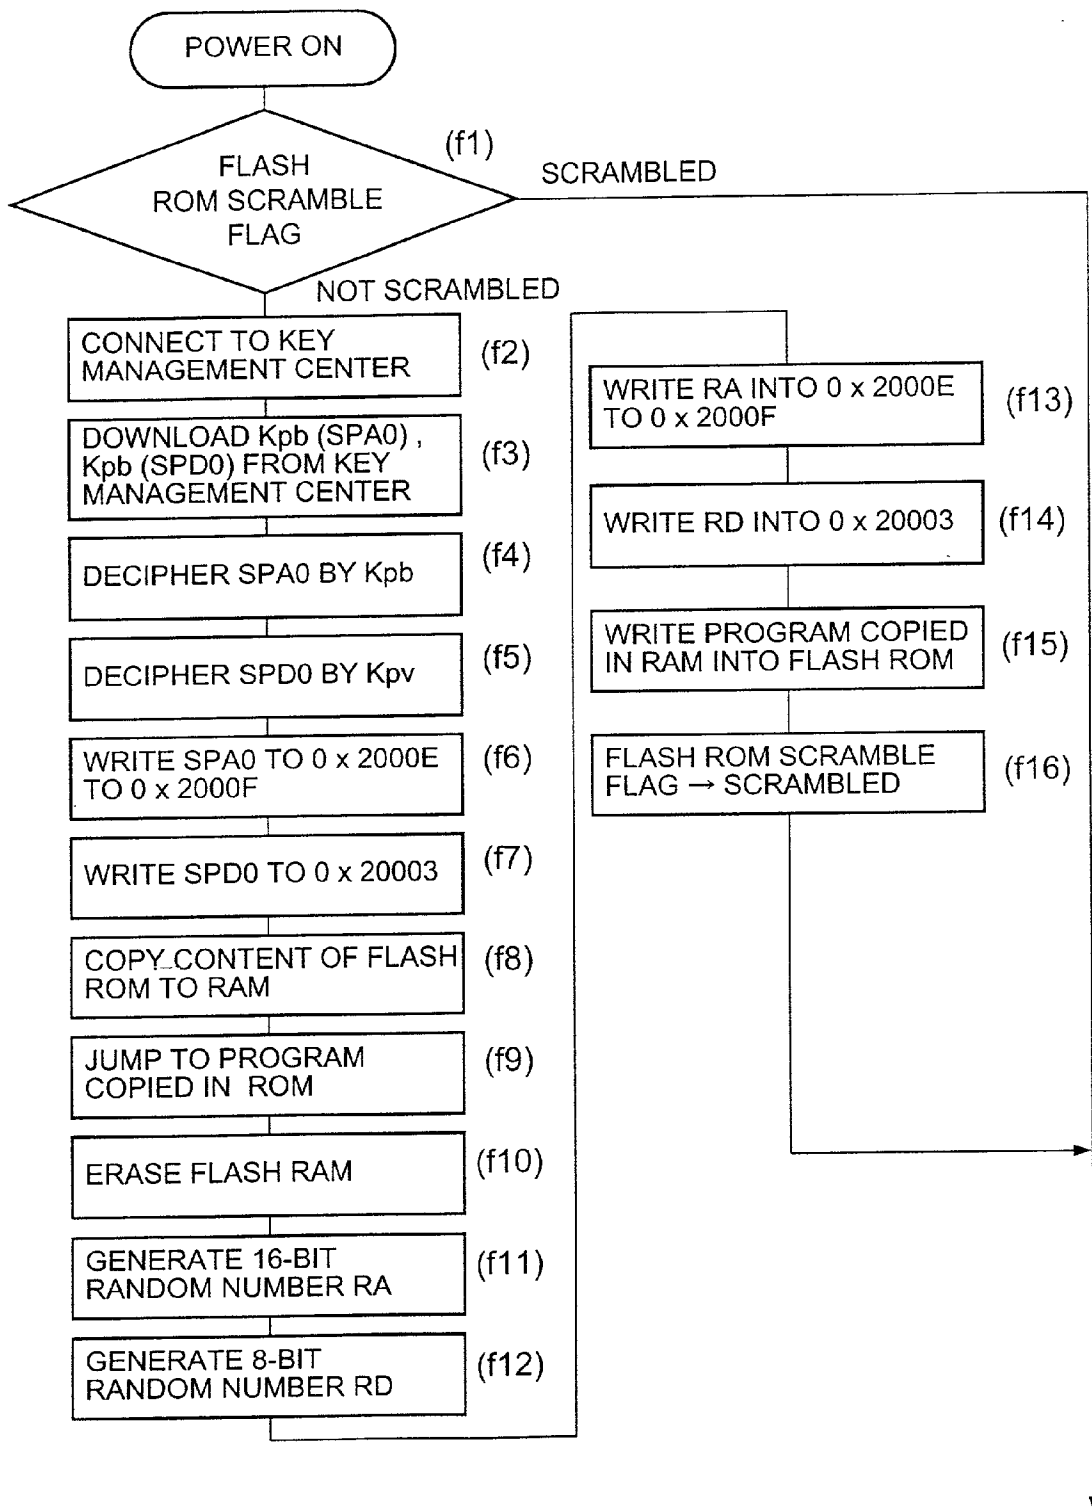 POWER ON
(f1)
FLASH
ROM SCRAMBLE
FLAG
SCRAMBLED
NOT SCRAMBLED
CONNECT TO KEY
MANAGEMENT CENTER
(f2)
DOWNLOAD Kpb (SPA0) ,
Kpb (SPD0) FROM KEY
MANAGEMENT CENTER
(f3)
DECIPHER SPA0 BY Kpb
(f4)
DECIPHER SPD0 BY Kpv
(f5)
WRITE SPA0 TO 0 x 2000E
TO 0 x 2000F
(f6)
WRITE SPD0 TO 0 x 20003
(f7)
COPY CONTENT OF FLASH
ROM TO RAM
(f8)
JUMP TO PROGRAM
COPIED IN ROM
(f9)
ERASE FLASH RAM
(f10)
GENERATE 16-BIT
RANDOM NUMBER RA
(f11)
GENERATE 8-BIT
RANDOM NUMBER RD
(f12)
WRITE RA INTO 0 x 2000E
TO 0 x 2000F
(f13)
WRITE RD INTO 0 x 20003
(f14)
WRITE PROGRAM COPIED
IN RAM INTO FLASH ROM
(f15)
FLASH ROM SCRAMBLE
FLAG → SCRAMBLED
(f16)